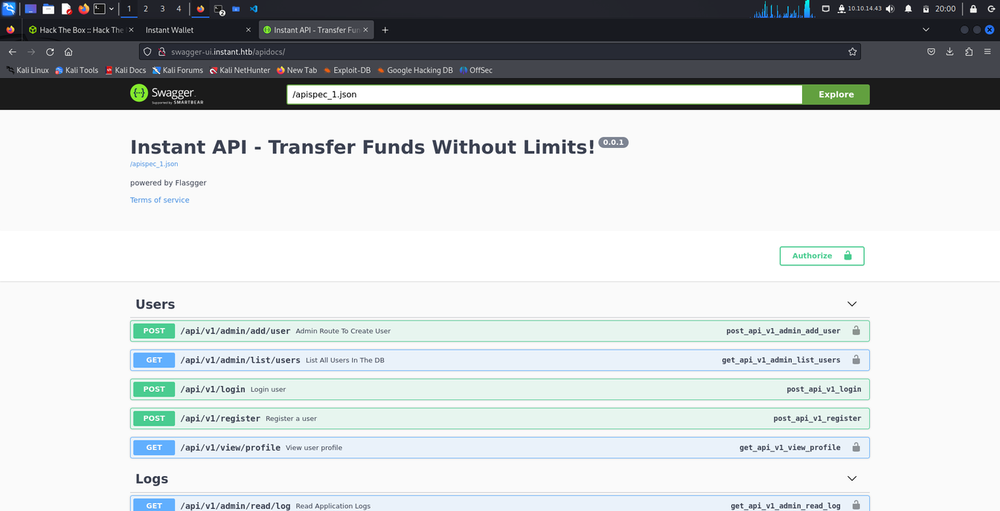 1 2 3 4 2 10.10.14.43 20:00
Hack The Box :: Hack The Instant Wallet Instant API - Transfer Fun
swagger-ui.instant.htb/apidocs/
Kali Linux Kali Tools Kali Docs Kali Forums Kali NetHunter New Tab Exploit-DB Google Hacking DB OffSec
Swagger. /apispec_1.json Explore
Supported by SMARTBEAR
Instant API - Transfer Funds Without Limits! 0.0.1
/apispec_1.json
powered by Flasgger
Terms of service
Authorize
Users
POST /api/v1/admin/add/user Admin Route To Create User post_api_v1_admin_add_user
GET /api/v1/admin/list/users List All Users In The DB get_api_v1_admin_list_users
POST /api/v1/login Login user post_api_v1_login
POST /api/v1/register Register a user post_api_v1_register
GET /api/v1/view/profile View user profile get_api_v1_view_profile
Logs
GET /api/v1/admin/read/log Read Application Logs get_api_v1_admin_read_log